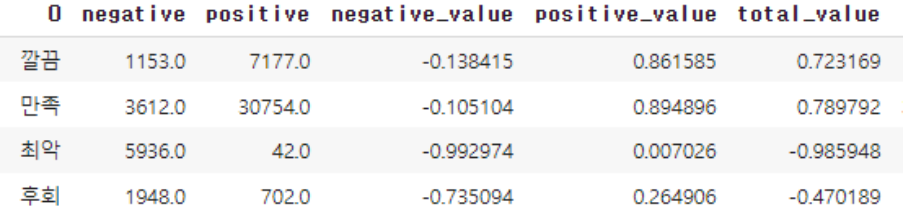 0 negative positive negative_value positive_value total_value
깔끔 1153.0 7177.0 -0.138415 0.861585 0.723169
만족 3612.0 30754.0 -0.105104 0.894896 0.789792
최악 5936.0 42.0 -0.992974 0.007026 -0.985948
후회 1948.0 702.0 -0.735094 0.264906 -0.470189